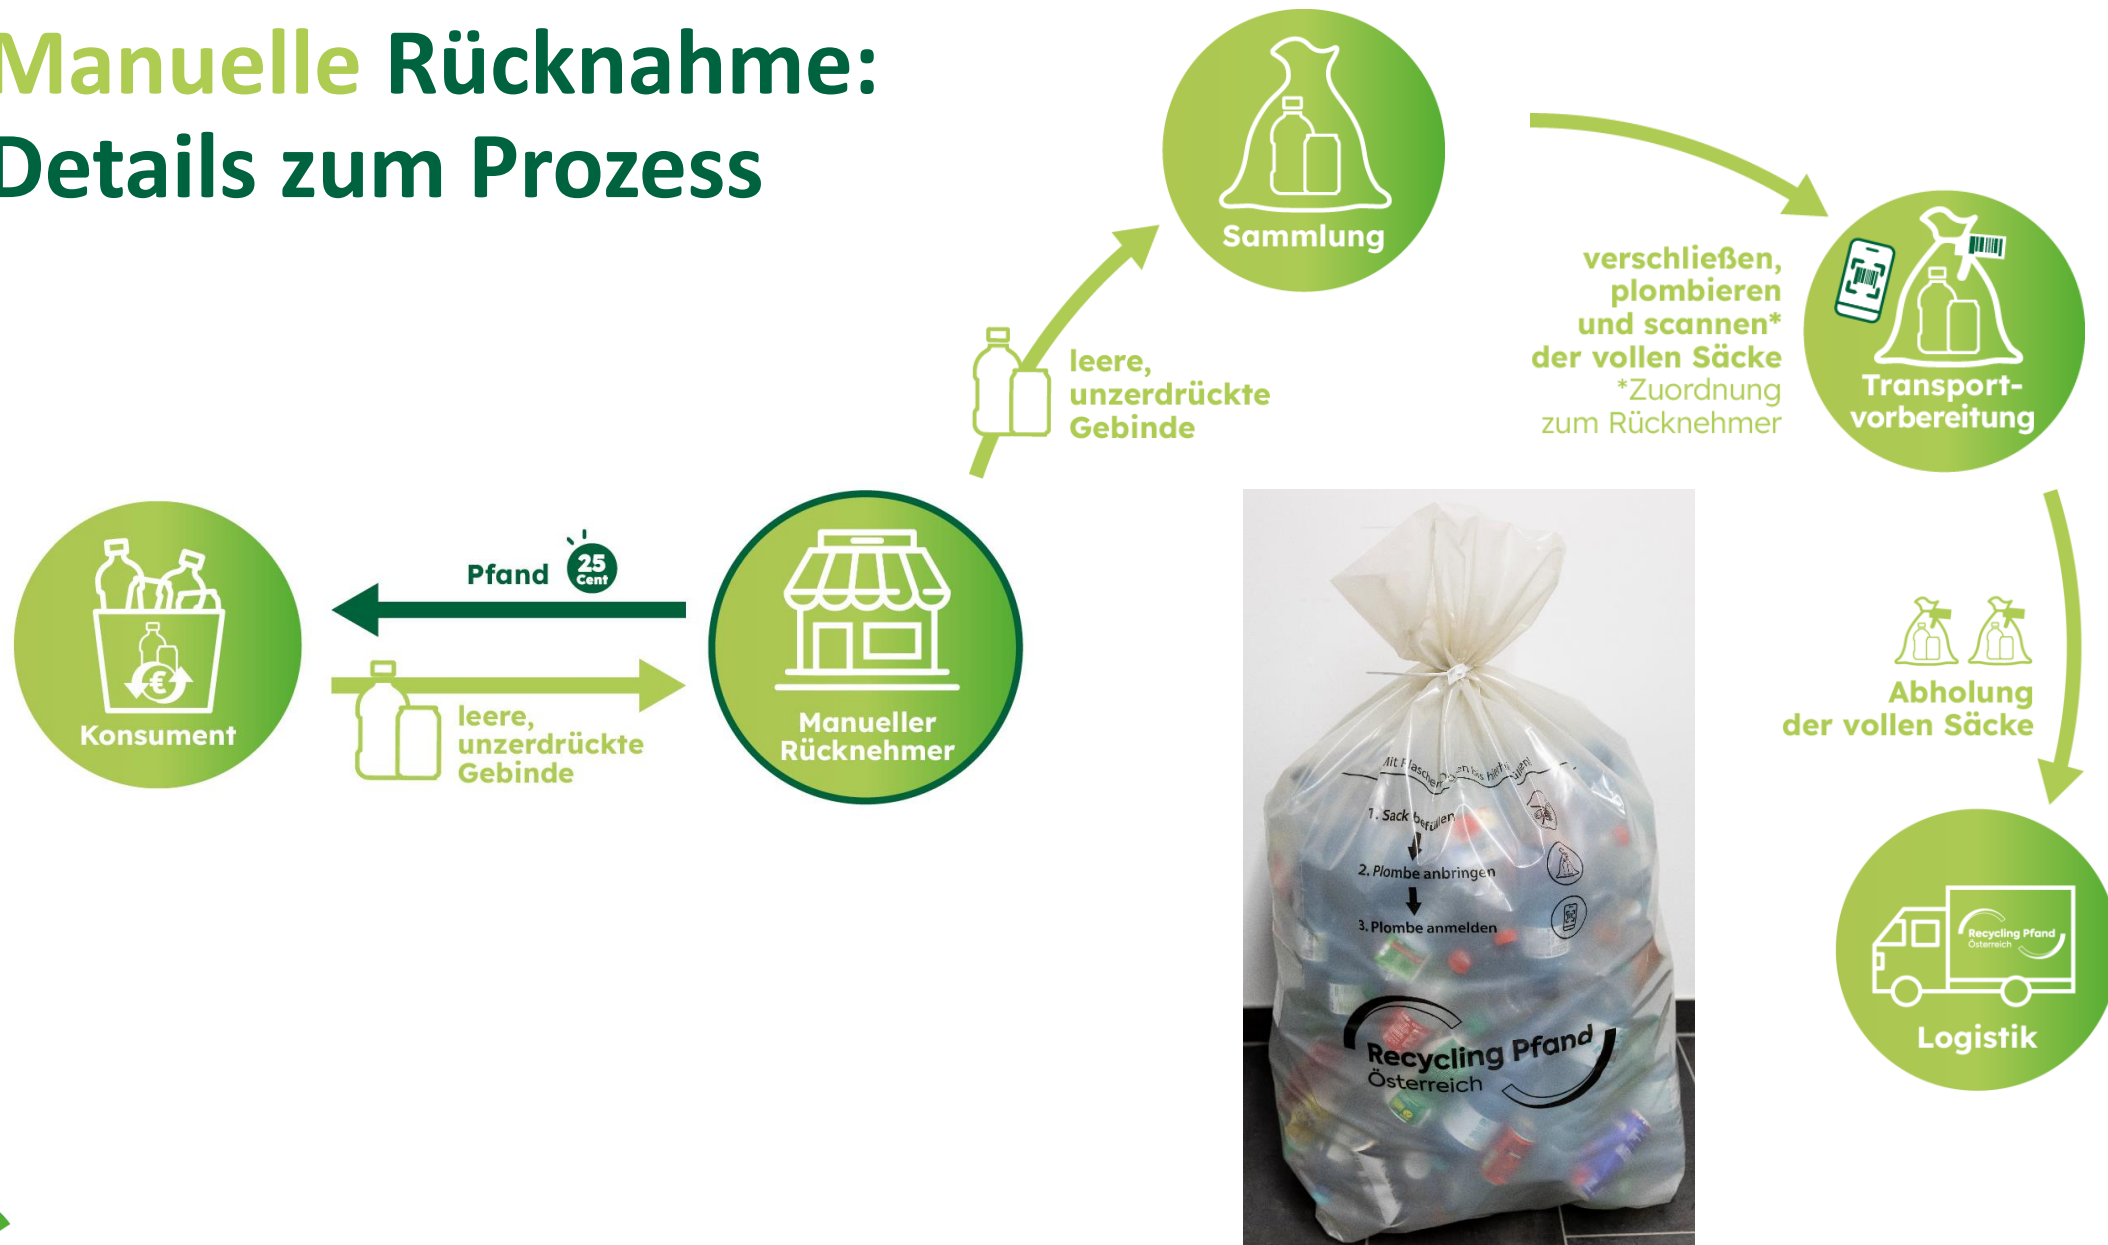 Manuelle Rücknahme:
Details zum Prozess
Sammlung
verschließen,
plombieren
und scannen*
der vollen Säcke
*Zuordnung
zum Rücknehmer
Transport-
vorbereitung
leere,
unzerdrückte
Gebinde
Pfand 25
Cent
leere,
unzerdrückte
Gebinde
€
Konsument
Manueller
Rücknehmer
Abholung
der vollen Säcke
Recycling Pfand
Österreich
Logistik
Mit
1. Sack befüllen
2. Plombe anbringen
3. Plombe anmelden
Recycling Pfand
Österreich